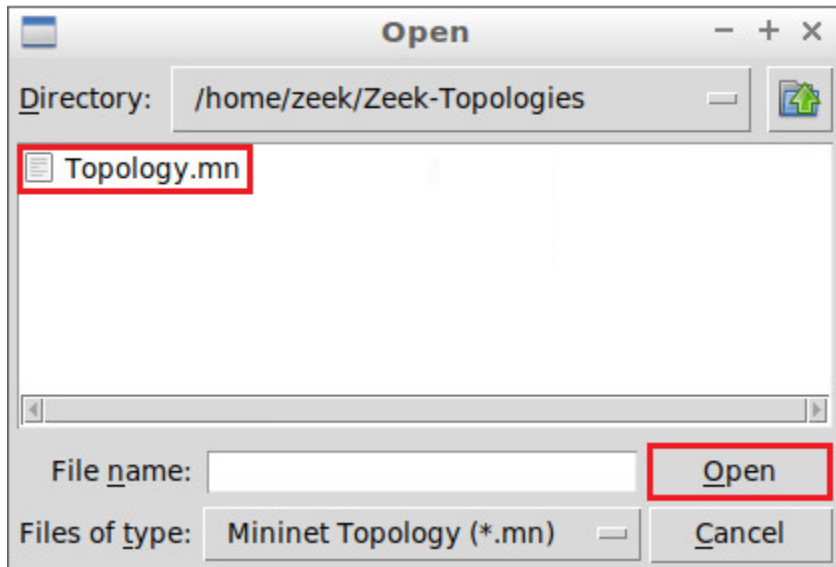 Open
Directory: /home/zeek/Zeek-Topologies
Topology.mn
File name: Open
Files of type: Mininet Topology (*.mn) Cancel